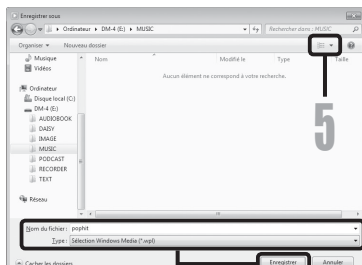 Enregistrer sous
Ordinateur ▸ DM-4 (E:) ▸ MUSIC
Rechercher dans : MUSIC
Organiser Nouveau dossier
Nom Modifié le Type Taille
Aucun élément ne correspond à votre recherche.
Musique
Vidéos
Ordinateur
Disque local (C:)
DM-4 (E:)
AUDIOBOOK
DAISY
IMAGE
MUSIC
PODCAST
RECORDER
TEXT
Réseau
5
Nom du fichier : pophit
Type : Sélection Windows Media (*.wpl)
Cacher les dossiers
Enregistrer Annuler